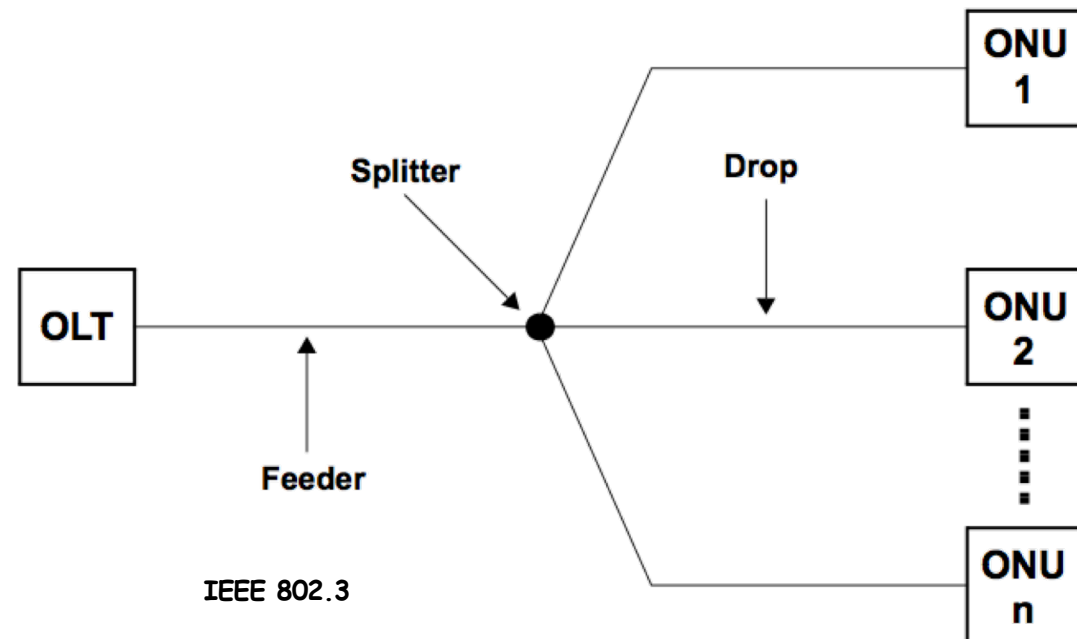 ONU
1
Splitter
Drop
OLT
ONU
2
Feeder
ONU
n
IEEE 802.3